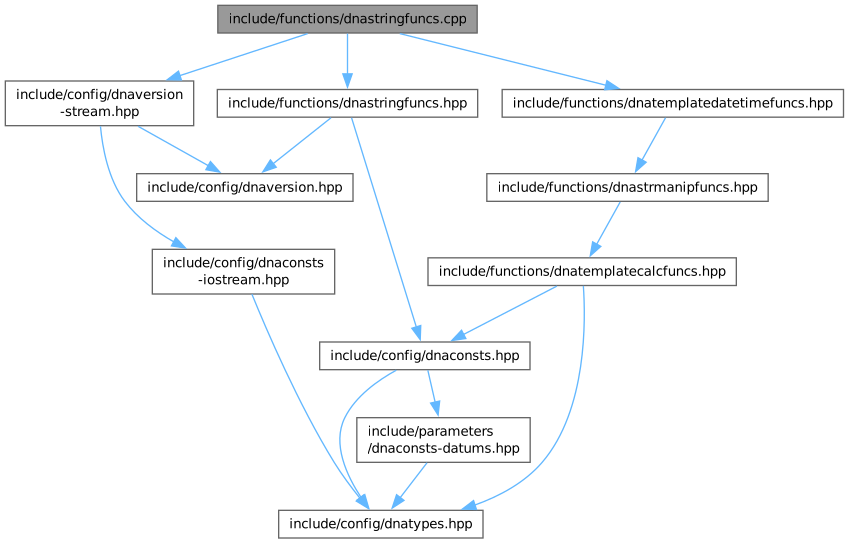 include/functions/dnastringfuncs.cpp
include/config/dnaversion
-stream.hpp
include/functions/dnastringfuncs.hpp
include/functions/dnatemplatedatetimefuncs.hpp
include/config/dnaversion.hpp
include/functions/dnastrmanipfuncs.hpp
include/config/dnaconsts
-iostream.hpp
include/functions/dnatemplatecalcfuncs.hpp
include/config/dnaconsts.hpp
include/parameters
/dnaconsts-datums.hpp
include/config/dnatypes.hpp